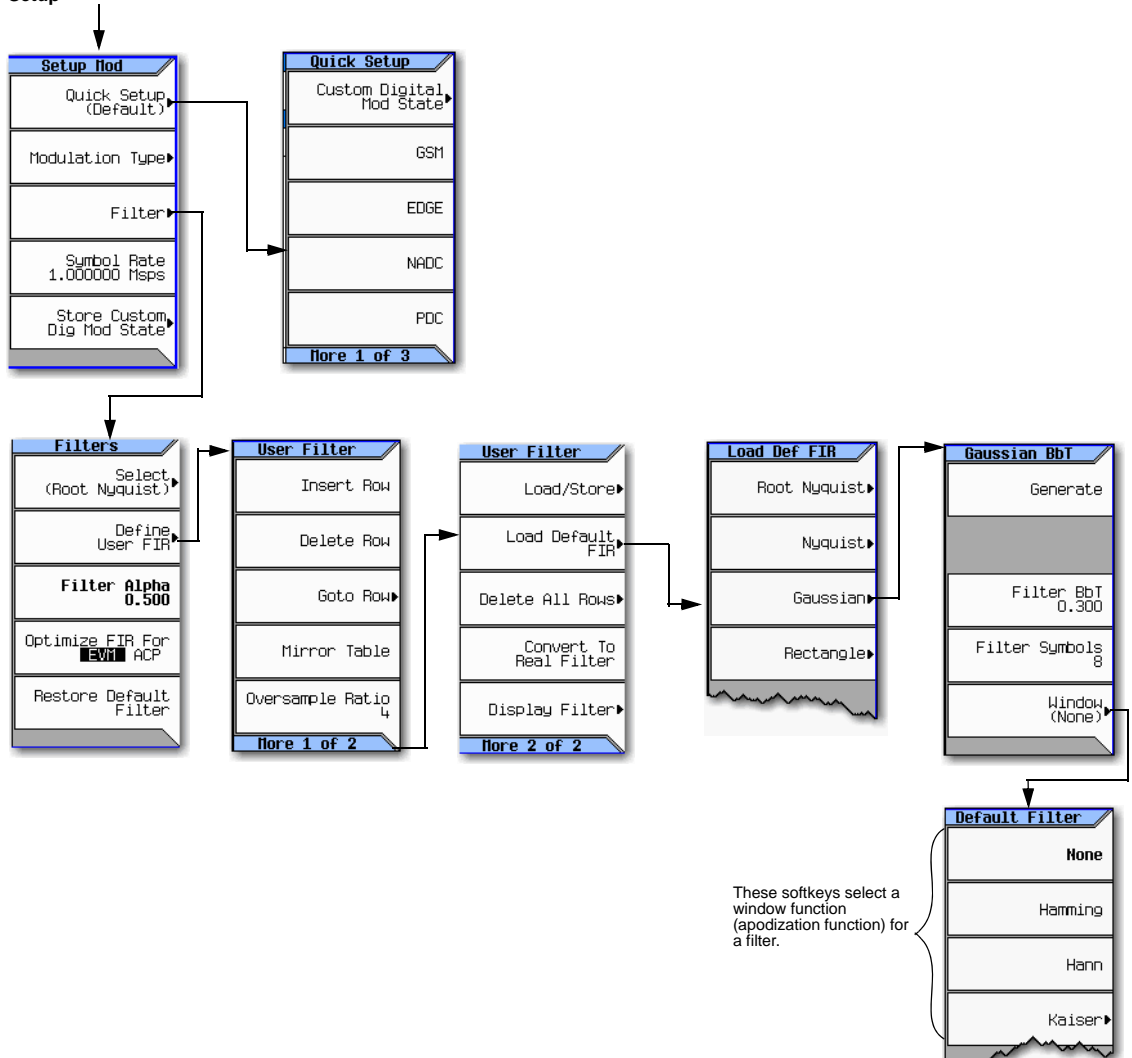 Setup
Setup Mod
Quick Setup
(Default)
Modulation Type
Filter
Symbol Rate
1.000000 Msps
Store Custom
Dig Mod State
Quick Setup
Custom Digital
Mod State
GSM
EDGE
NADC
PDC
More 1 of 3
Filters
Select
(Root Nyquist)
Define
User FIR
Filter Alpha
0.500
Optimize FIR For
EVM ACP
Restore Default
Filter
User Filter
Insert Row
Delete Row
Goto Row
Mirror Table
Oversample Ratio
4
More 1 of 2
User Filter
Load/Store
Load Default
FIR
Delete All Rows
Convert To
Real Filter
Display Filter
More 2 of 2
Load Def FIR
Root Nyquist
Nyquist
Gaussian
Rectangle
Gaussian BbT
Generate
Filter BbT
0.300
Filter Symbols
8
Window
(None)
Default Filter
None
Hamming
Hann
Kaiser
These softkeys select a
window function
(apodization function) for
a filter.